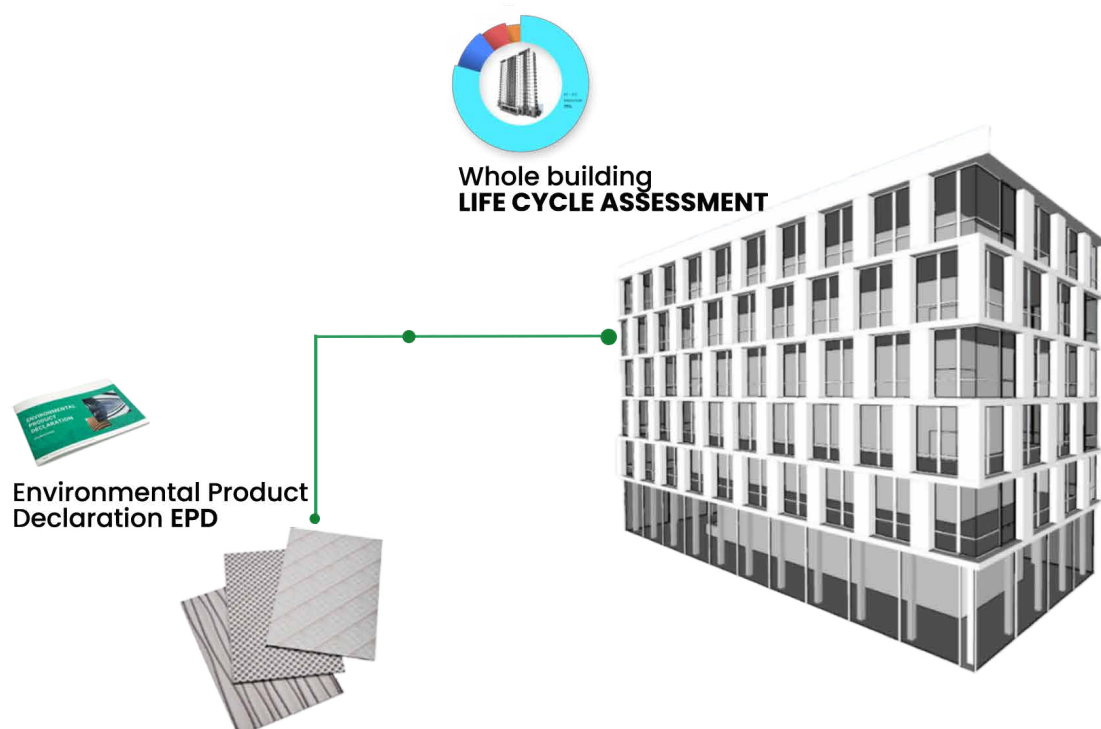 Whole building
LIFE CYCLE ASSESSMENT
ENVIRONMENTAL
PRODUCT
DECLARATION
Environmental Product
Declaration EPD